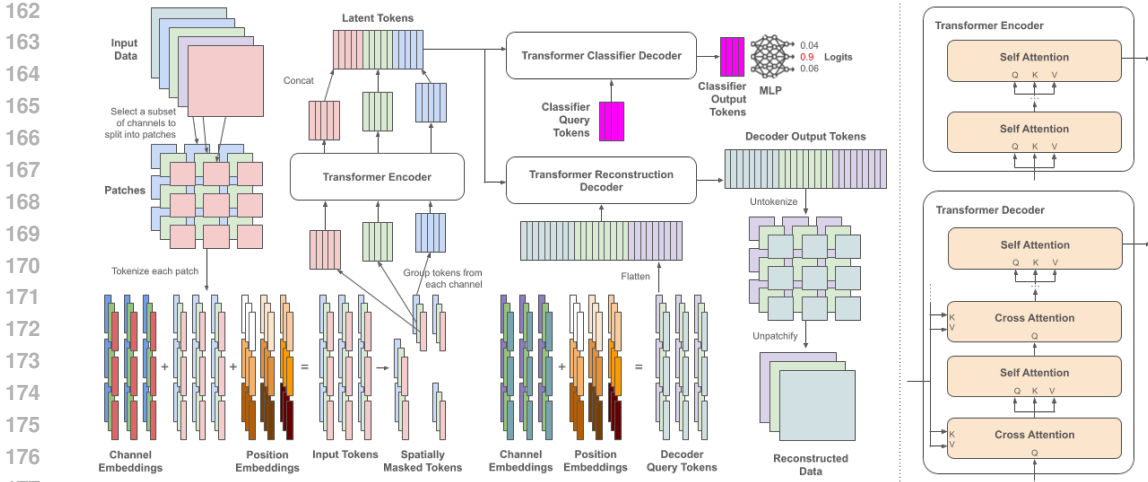 162
163
164
165
166
167
168
169
170
171
172
173
174
175
176
Input
Data
Select a subset
of channels to
split into patches
Patches
Tokenize each patch
Channel
Embeddings
+
+
Position
Embeddings
=
Input Tokens
Spatially
Masked Tokens
Group tokens from
each channel
Transformer Encoder
Concat
Latent Tokens
Transformer Classifier Decoder
Classifier
Query
Tokens
Classifier
Output
Tokens
MLP
0.04
0.9
0.06
Logits
Transformer Reconstruction
Decoder
Flatten
Channel
Embeddings
+
Position
Embeddings
=
Decoder
Query Tokens
Decoder Output Tokens
Untokenize
Unpatchify
Reconstructed
Data
Transformer Encoder
Self Attention
Q K V
...
Self Attention
Q K V
Transformer Decoder
Self Attention
Q K V
...
K
V
Cross Attention
Q
Self Attention
Q K V
K
V
Cross Attention
Q